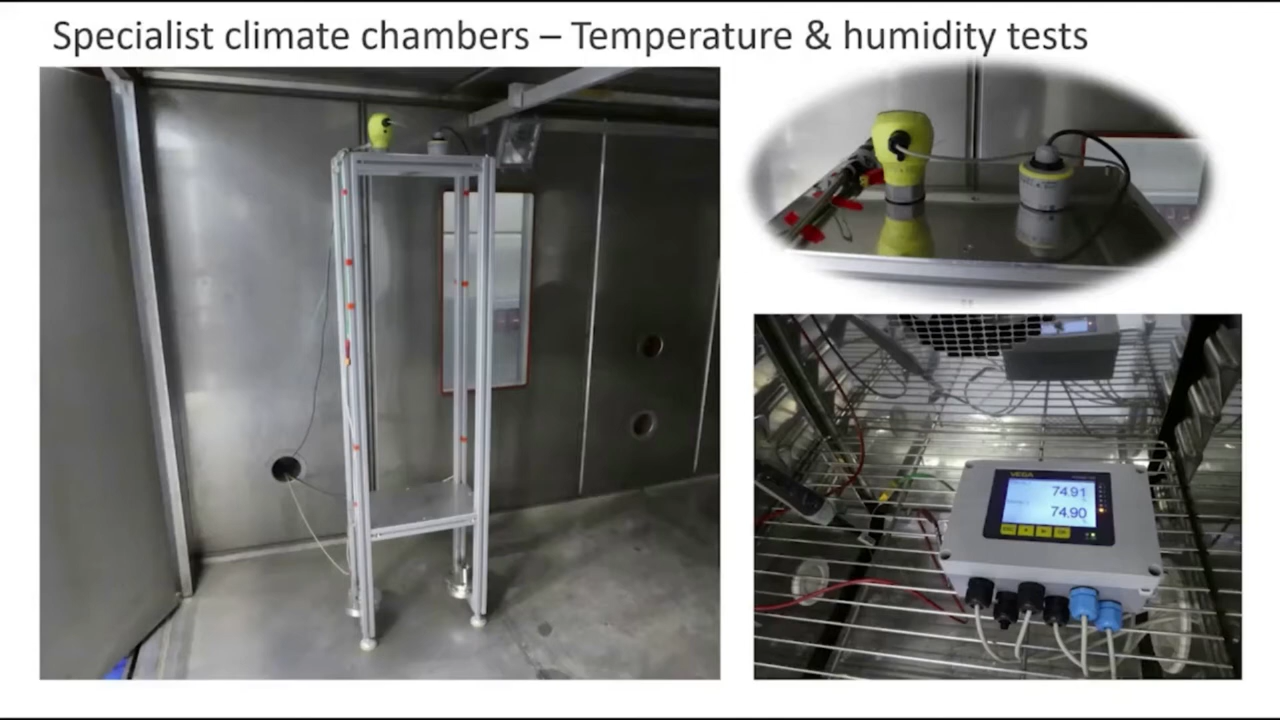 Specialist climate chambers – Temperature & humidity tests
VEGA
74.91
74.90